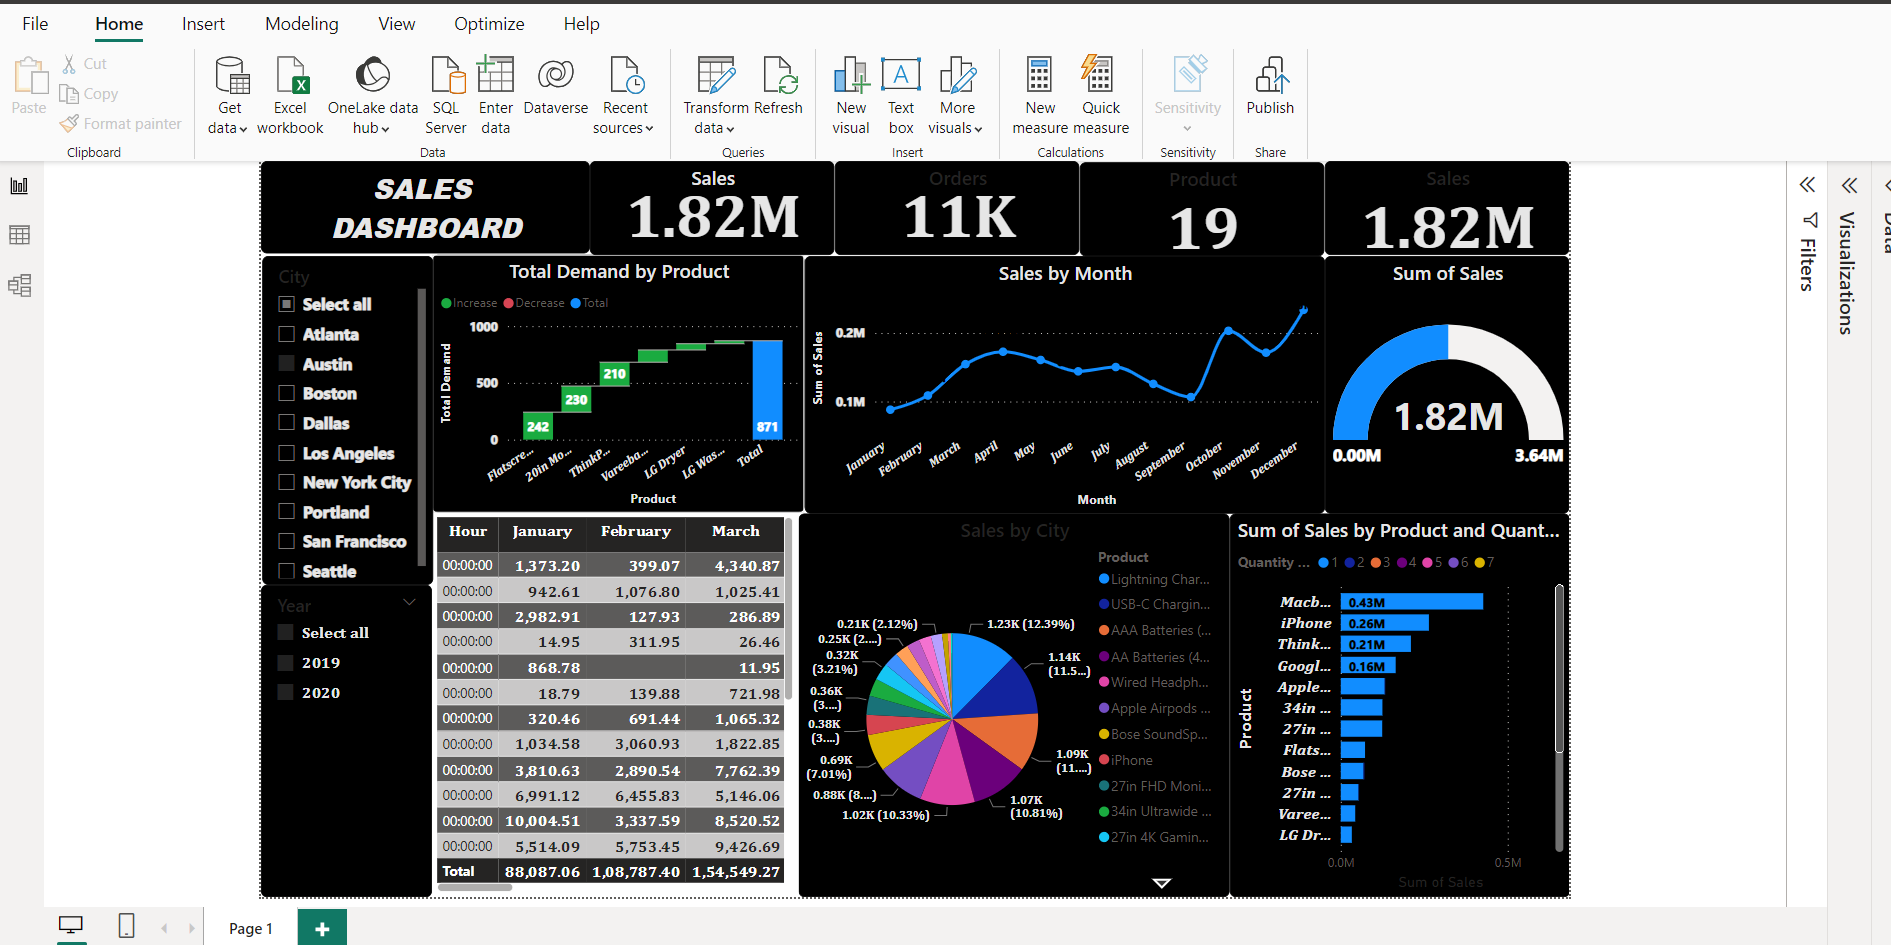 File Home Insert Modeling View Optimize Help
Paste
Cut
Copy
Format painter
Clipboard
Get data
Excel workbook
OneLake data hub
SQL Server
Enter data
Dataverse
Recent sources
Data
Transform data
Refresh
Queries
New visual
Text box
More visuals
Insert
New measure
Quick measure
Calculations
Sensitivity
Sensitivity
Publish
Share
SALES
DASHBOARD
Sales
1.82M
Orders
11K
Product
19
Sales
1.82M
Filters
Visualizations
Data
City
Select all
Atlanta
Austin
Boston
Dallas
Los Angeles
New York City
Portland
San Francisco
Seattle
Year
Select all
2019
2020
Total Demand by Product
Increase Decrease Total
Total Demand
1000
500
0
242
230
210
871
Flatscre... 20in Mo... ThinkP... Vareeba... LG Dryer LG Was... Total
Product
Sales by Month
Sum of Sales
0.2M
0.1M
January February March April May June July August September October November December
Month
Sum of Sales
1.82M
0.00M 3.64M
Hour January February March
00:00:00 1,373.20 399.07 4,340.87
00:00:00 942.61 1,076.80 1,025.41
00:00:00 2,982.91 127.93 286.89
00:00:00 14.95 311.95 26.46
00:00:00 868.78 11.95
00:00:00 18.79 139.88 721.98
00:00:00 320.46 691.44 1,065.32
00:00:00 1,034.58 3,060.93 1,822.85
00:00:00 3,810.63 2,890.54 7,762.39
00:00:00 6,991.12 6,455.83 5,146.06
00:00:00 10,004.51 3,337.59 8,520.52
00:00:00 5,514.09 5,753.45 9,426.69
Total 88,087.06 1,08,787.40 1,54,549.27
Sales by City
1.23K (12.39%)
1.14K
(11.5...)
1.09K
(11....)
1.07K
(10.81%)
1.02K (10.33%)
0.88K (8....)
0.69K
(7.01%)
0.38K
(3....)
0.36K
(3....)
0.32K
(3.21%)
0.25K (2....)
0.21K (2.12%)
Product
Lightning Char...
USB-C Chargin...
AAA Batteries (...
AA Batteries (4...
Wired Headph...
Apple Airpods ...
Bose SoundSp...
iPhone
27in FHD Moni...
34in Ultrawide ...
27in 4K Gamin...
Sum of Sales by Product and Quant...
Quantity ... 1 2 3 4 5 6 7
Product
Macb... 0.43M
iPhone 0.26M
Think... 0.21M
Googl... 0.16M
Apple...
34in ...
27in ...
Flats...
Bose ...
27in ...
Varee...
LG Dr...
0.0M 0.5M
Sum of Sales
Page 1